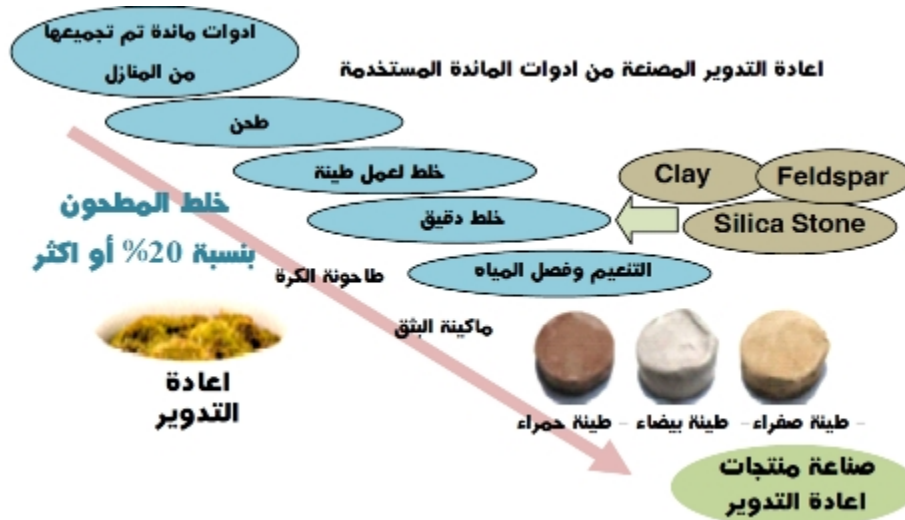 ادوات مائدة تم تجميعها
من المنازل
اعادة التدوير المصنعة من ادوات المائدة المستخدمة
طحن
خلط لعمل طينة
Clay
Feldspar
خلط دقيق
Silica Stone
خلط المطحون
بنسبة 20% أو اكثر
التنعيم وفصل المياه
طاحونة الكرة
ماكينة البثق
اعادة
التدوير
طينة حمراء – طينة بيضاء – طينة صفراء –
صناعة منتجات
اعادة التدوير